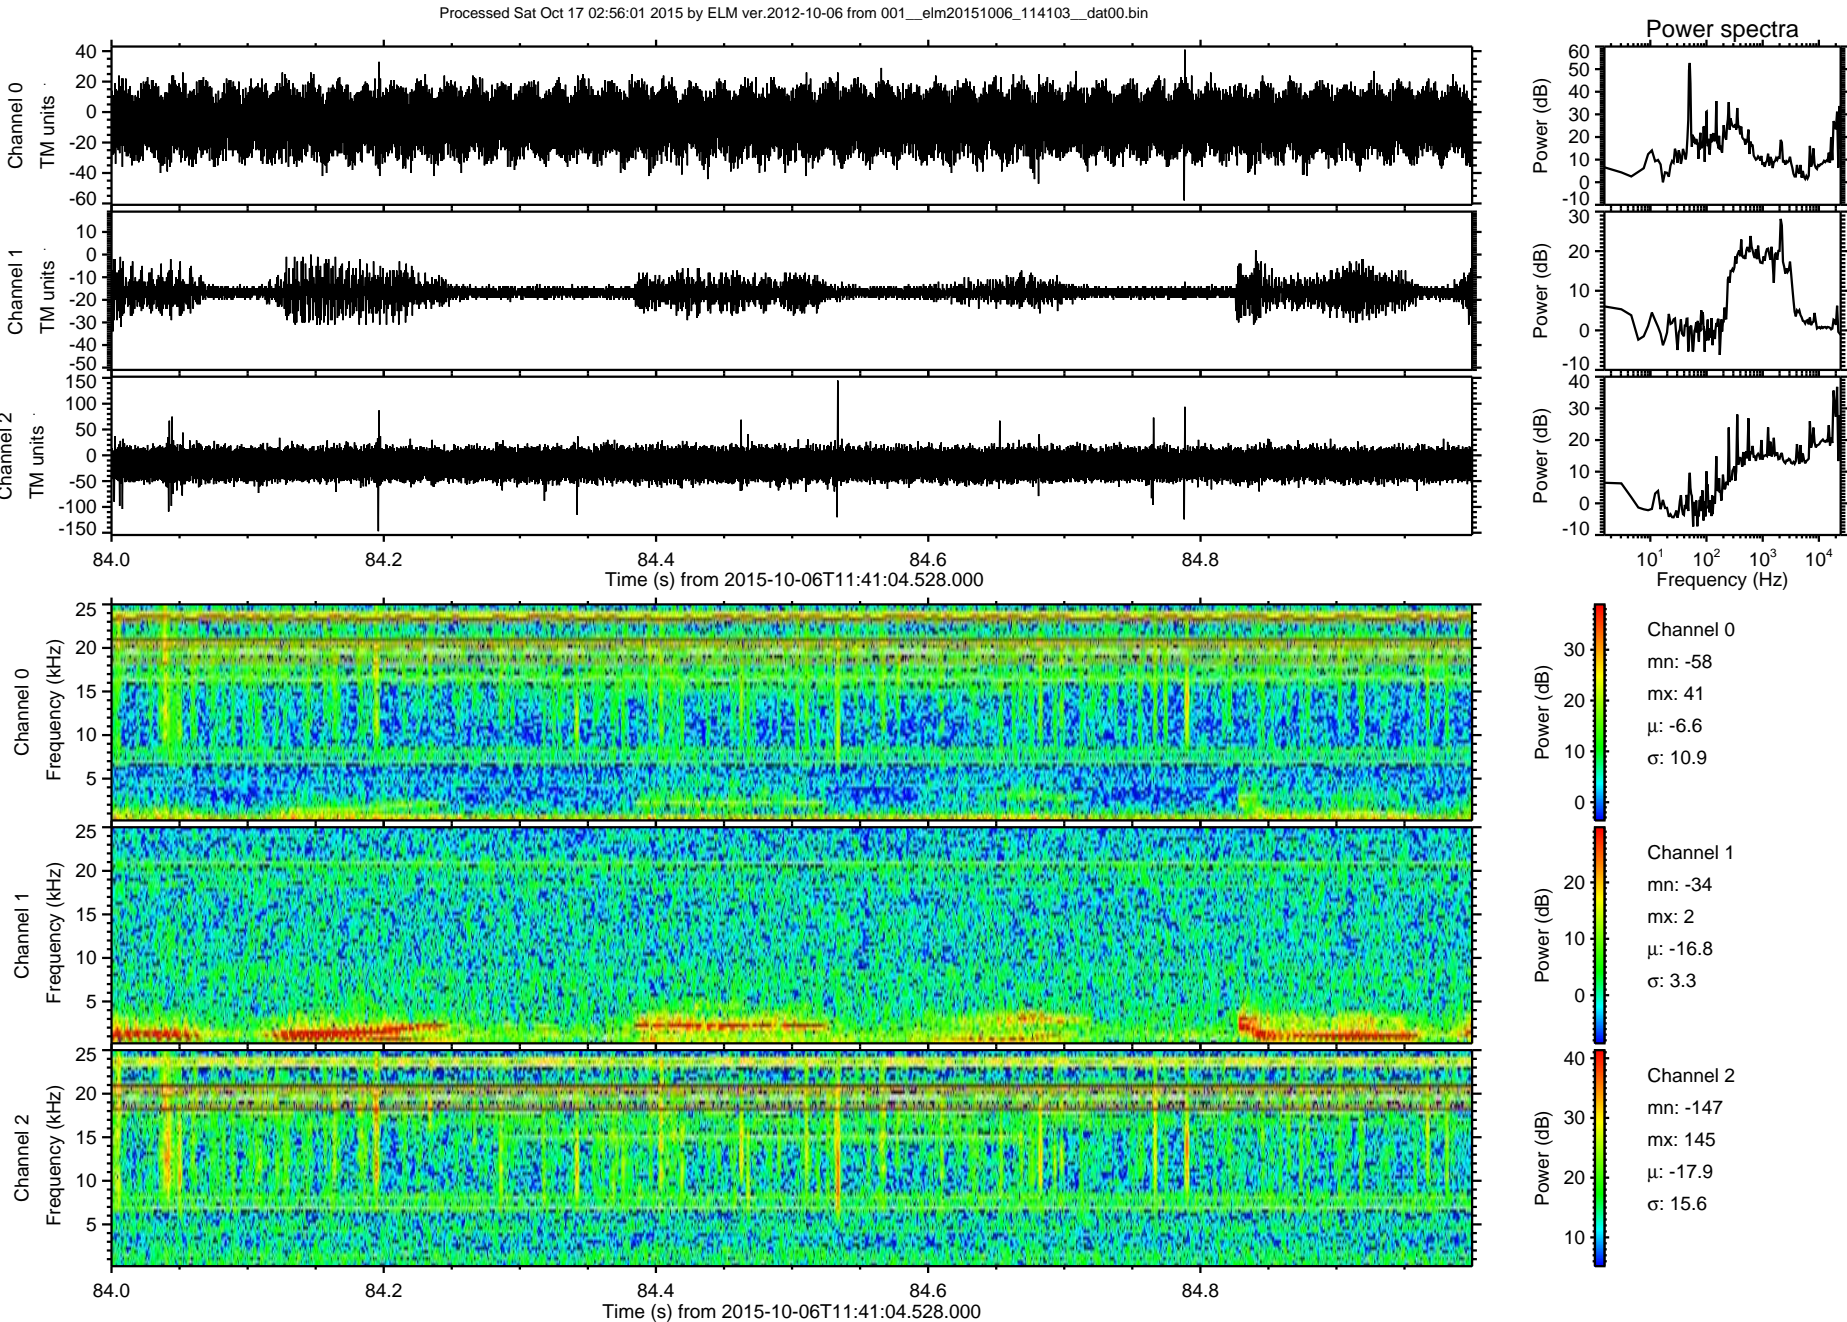 Processed Sat Oct 17 02:56:01 2015 by ELM ver.2012-10-06 from 001__elm20151006_114103__dat00.bin
Power spectra
Channel 0
TM units
40
20
0
-20
-40
-60
Power (dB)
60
50
40
30
20
10
0
-10
Channel 1
TM units
10
0
-10
-20
-30
-40
-50
Power (dB)
30
20
10
0
-10
Channel 2
TM units
150
100
50
0
-50
-100
-150
Power (dB)
40
30
20
10
0
-10
84.0 84.2 84.4 84.6 84.8
Time (s) from 2015-10-06T11:41:04.528.000
10^1 10^2 10^3 10^4
Frequency (Hz)
Channel 0
Frequency (kHz)
25
20
15
10
5
Power (dB)
30
20
10
0
Channel 0
mn: -58
mx: 41
μ: -6.6
σ: 10.9
Channel 1
Frequency (kHz)
25
20
15
10
5
Power (dB)
20
10
0
Channel 1
mn: -34
mx: 2
μ: -16.8
σ: 3.3
Channel 2
Frequency (kHz)
25
20
15
10
5
Power (dB)
40
30
20
10
Channel 2
mn: -147
mx: 145
μ: -17.9
σ: 15.6
84.0 84.2 84.4 84.6 84.8
Time (s) from 2015-10-06T11:41:04.528.000